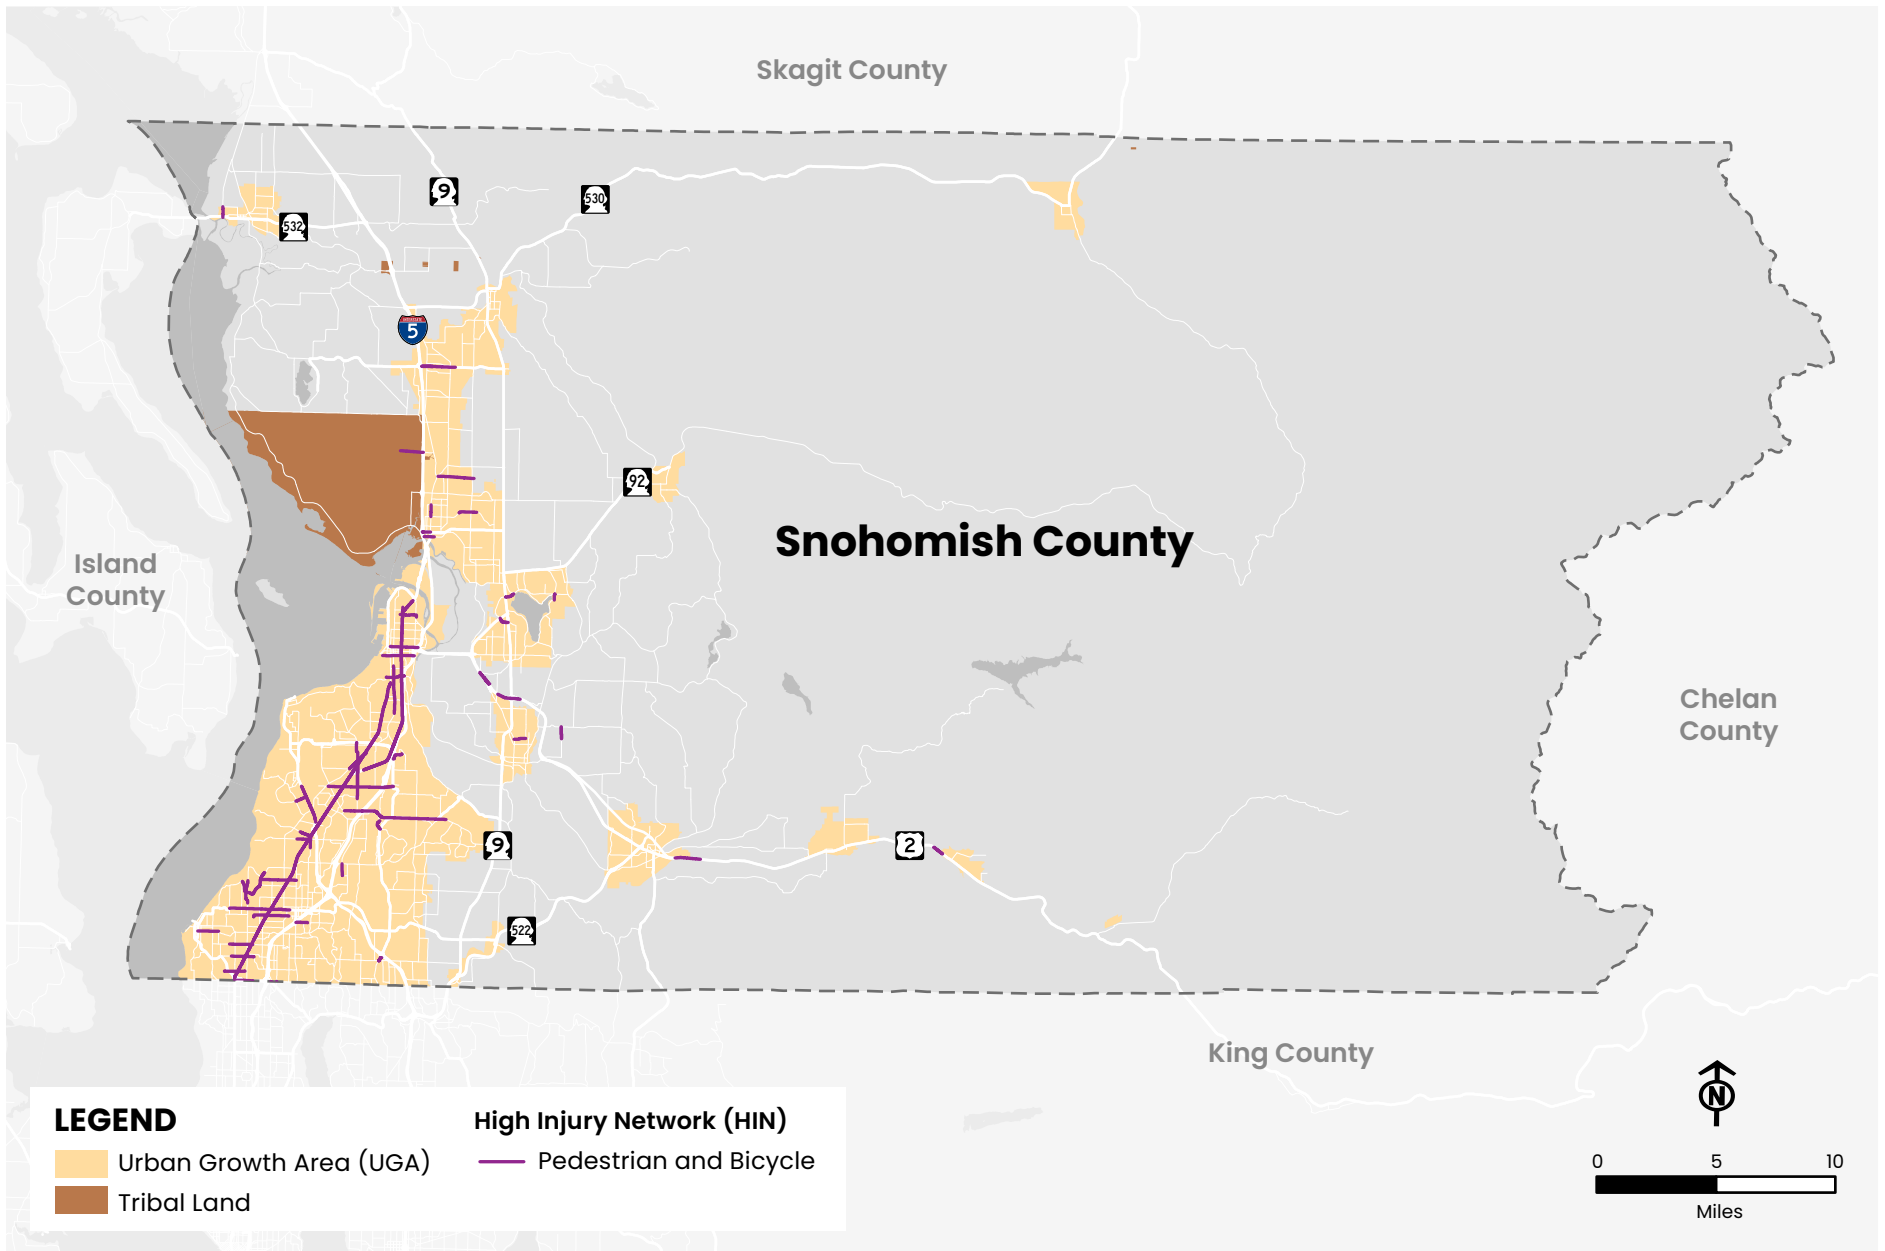 Skagit County
9
530
532
INTERSTATE
5
92
Snohomish County
Island
County
Chelan
County
9
2
522
King County
N
LEGEND
Urban Growth Area (UGA)
Tribal Land
High Injury Network (HIN)
Pedestrian and Bicycle
0 5 10
Miles